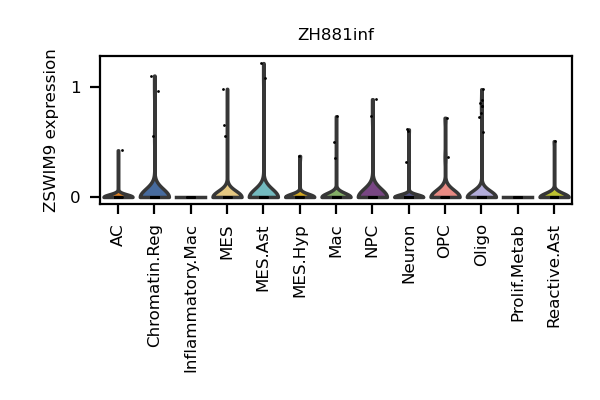 ZH881inf
ZSWIM9 expression
1
0
AC
Chromatin.Reg
Inflammatory.Mac
MES
MES.Ast
MES.Hyp
Mac
NPC
Neuron
OPC
Oligo
Prolif.Metab
Reactive.Ast